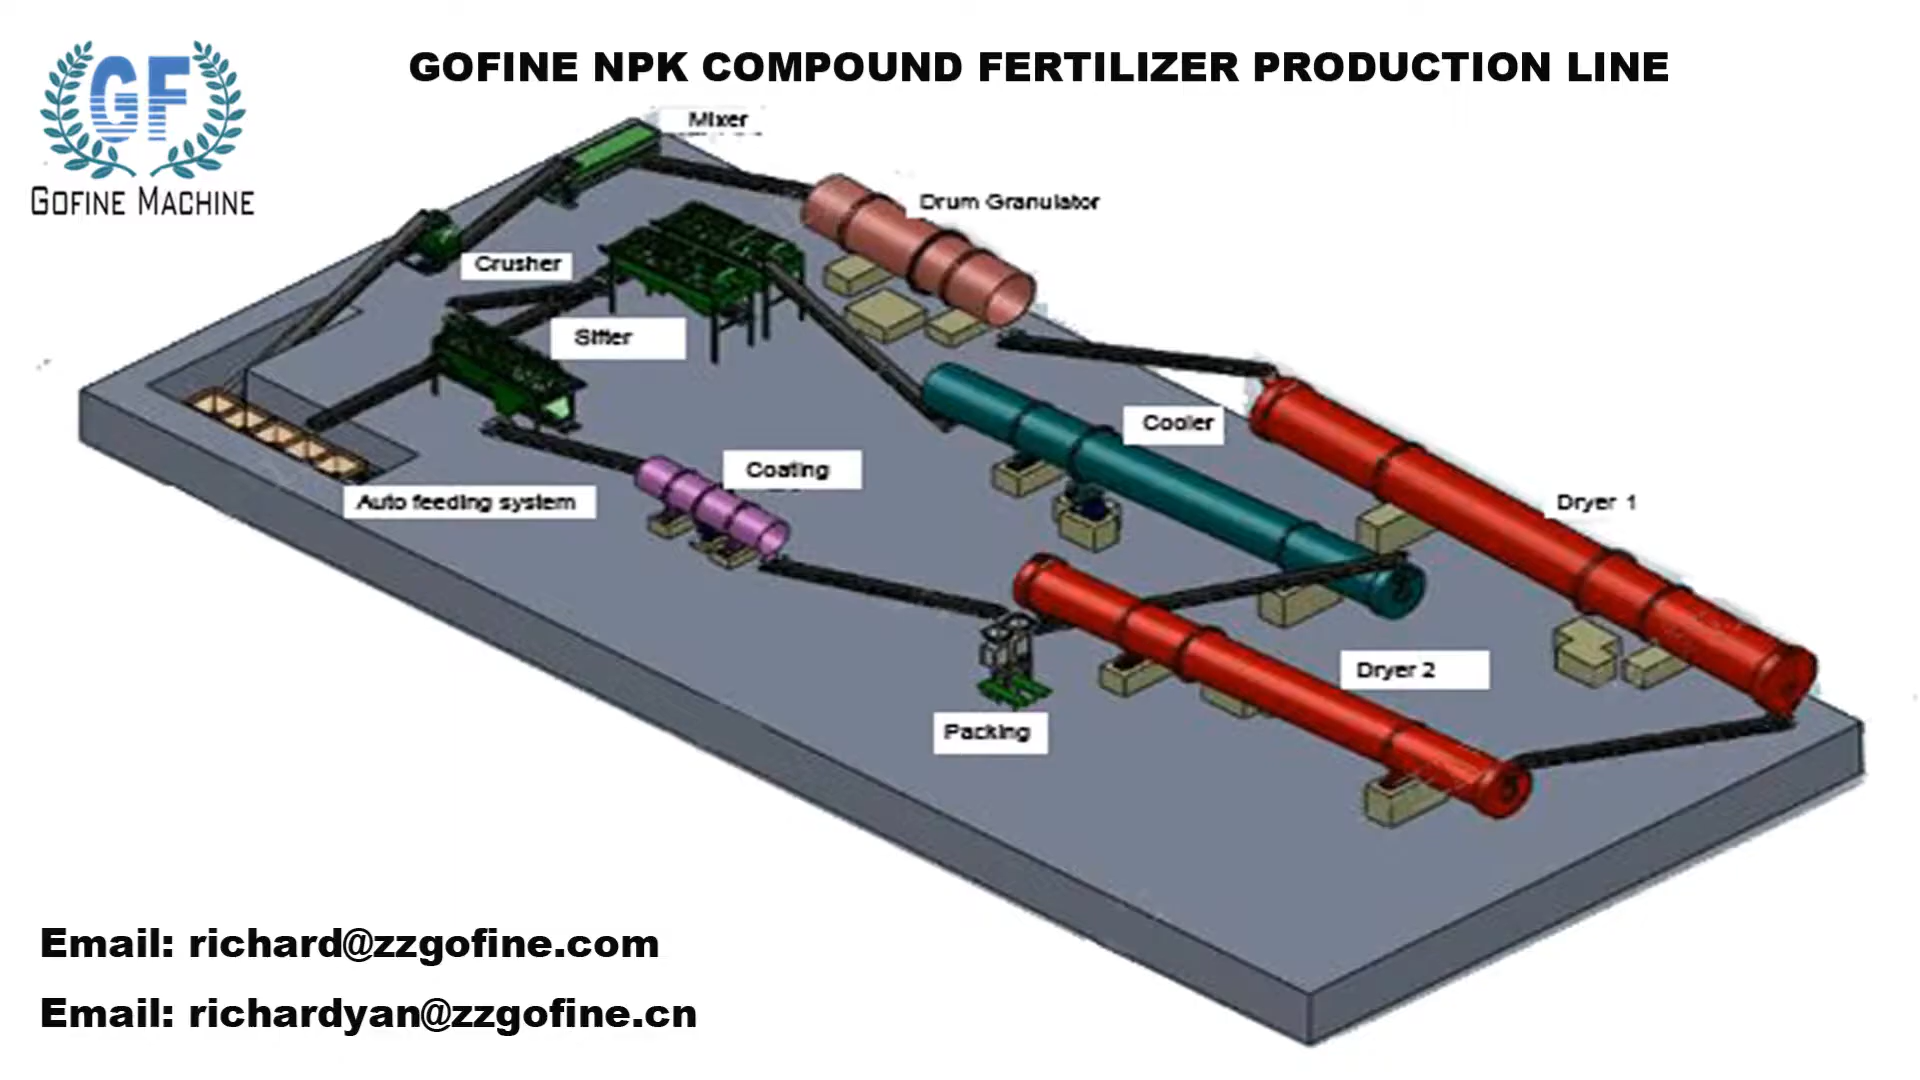 GOFINE NPK COMPOUND FERTILIZER PRODUCTION LINE
GF
GOFINE MACHINE
Mixer
Drum Granulator
Crusher
Sifter
Cooler
Coating
Auto feeding system
Dryer 1
Dryer 2
Packing
Email: richard@zzgofine.com
Email: richardyan@zzgofine.cn